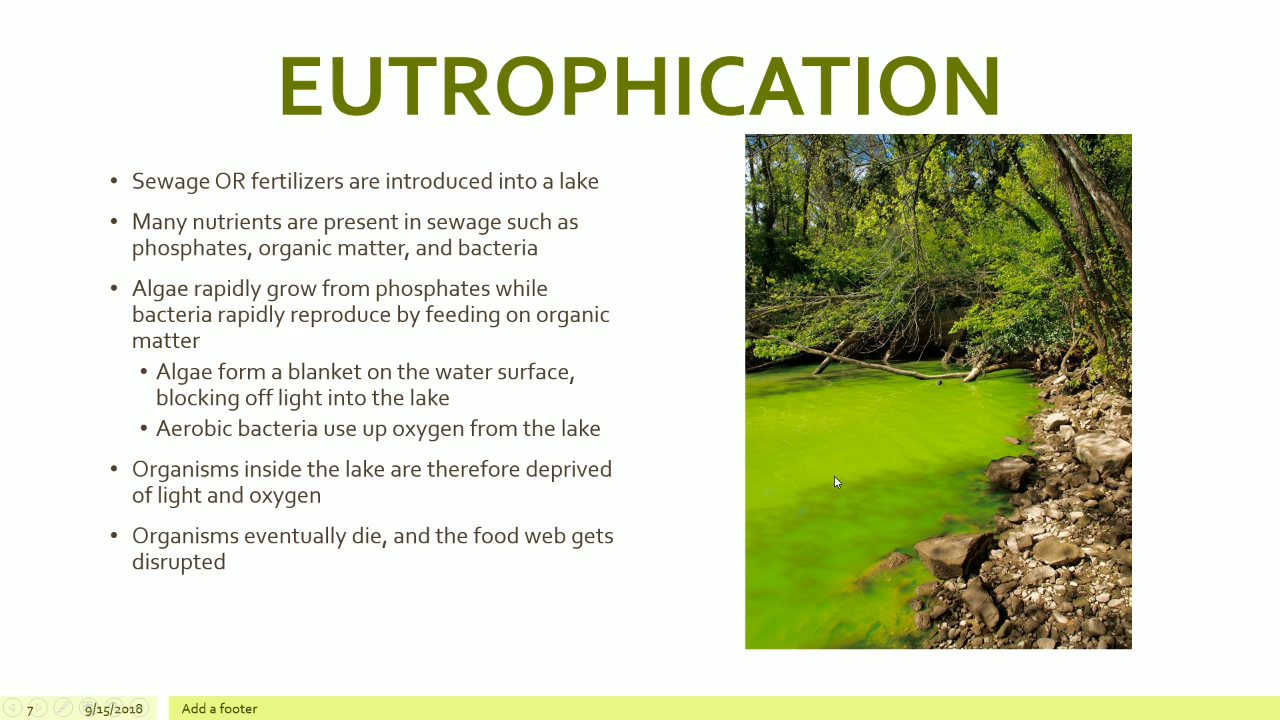 EUTROPHICATION
• Sewage OR fertilizers are introduced into a lake
• Many nutrients are present in sewage such as
phosphates, organic matter, and bacteria
• Algae rapidly grow from phosphates while
bacteria rapidly reproduce by feeding on organic
matter
• Algae form a blanket on the water surface,
blocking off light into the lake
• Aerobic bacteria use up oxygen from the lake
• Organisms inside the lake are therefore deprived
of light and oxygen
• Organisms eventually die, and the food web gets
disrupted
7 9/15/2018 Add a footer